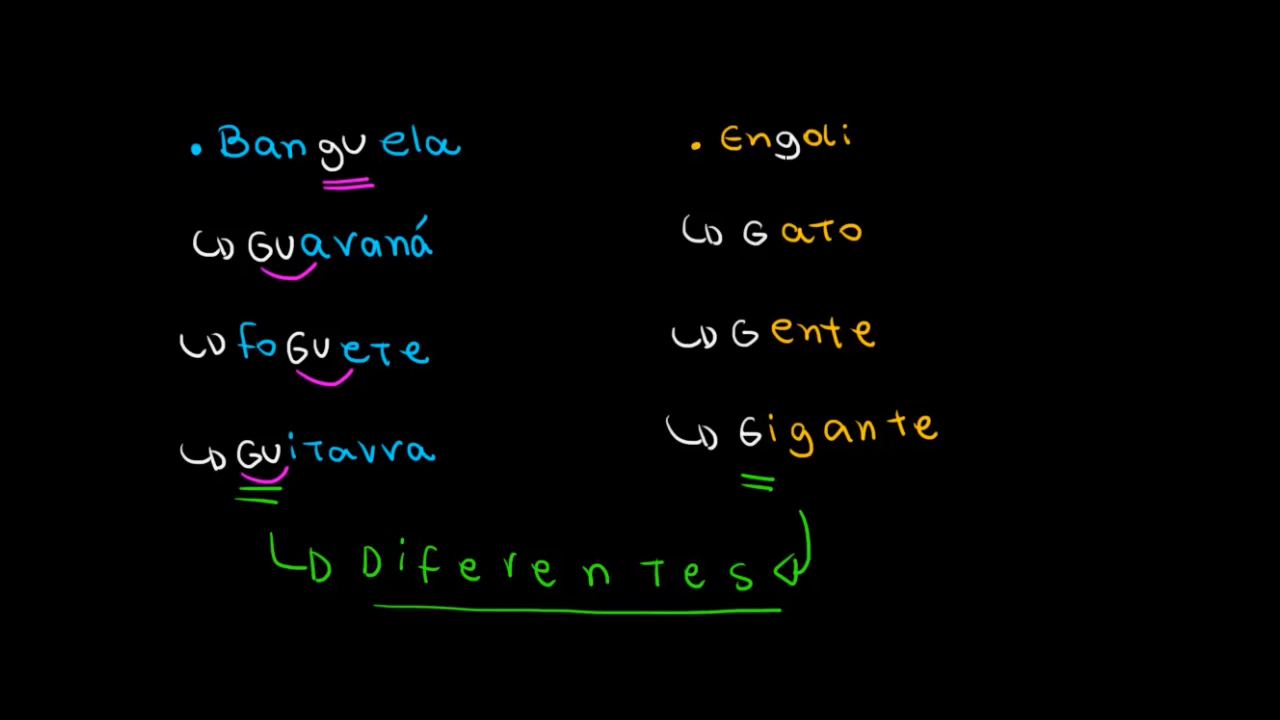 • Banguela
Guaraná
foguete
Guitarra
• Engoli
Gato
Gente
Gigante
Diferentes